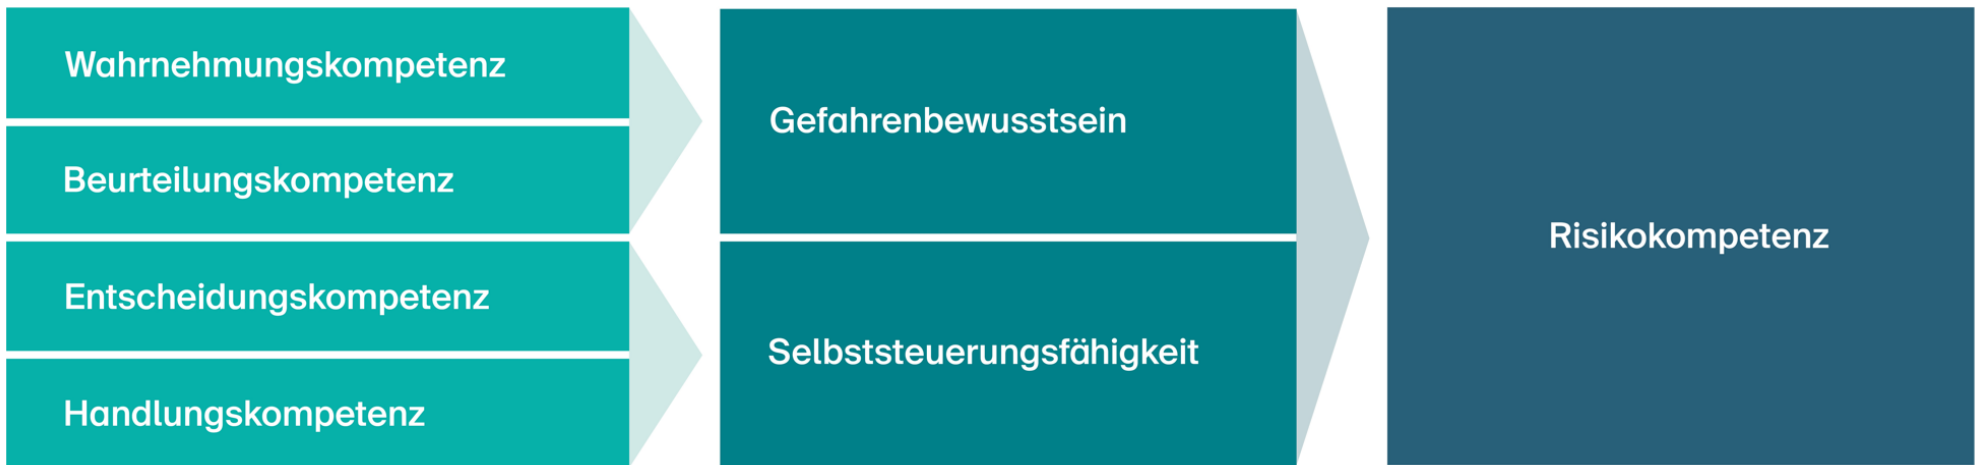 Wahrnehmungskompetenz
Beurteilungskompetenz
Entscheidungskompetenz
Handlungskompetenz
Gefahrenbewusstsein
Selbststeuerungsfähigkeit
Risikokompetenz